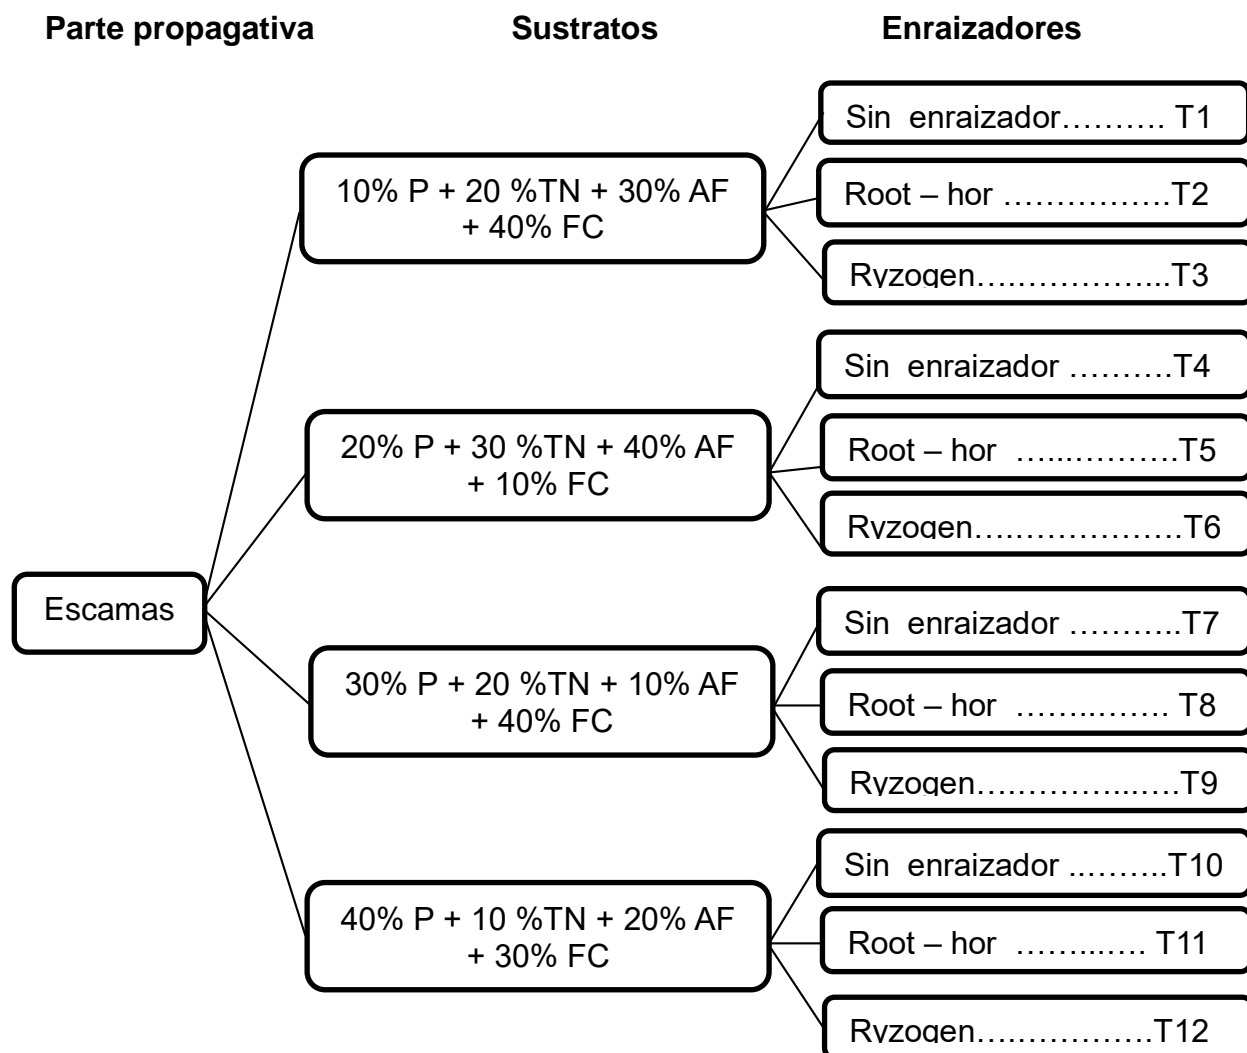 Parte propagativa Sustratos Enraizadores
Sin enraizador………. T1
10% P + 20 %TN + 30% AF
+ 40% FC
Root – hor …………….T2
Ryzogen….……………...T3
Sin enraizador ……….T4
20% P + 30 %TN + 40% AF
+ 10% FC
Root – hor …...……….T5
Ryzogen….……………….T6
Escamas
Sin enraizador ………..T7
30% P + 20 %TN + 10% AF
+ 40% FC
Root – hor ……..……. T8
Ryzogen….………...….T9
Sin enraizador ..……..T10
40% P + 10 %TN + 20% AF
+ 30% FC
Root – hor ……..…. T11
Ryzogen….………….T12